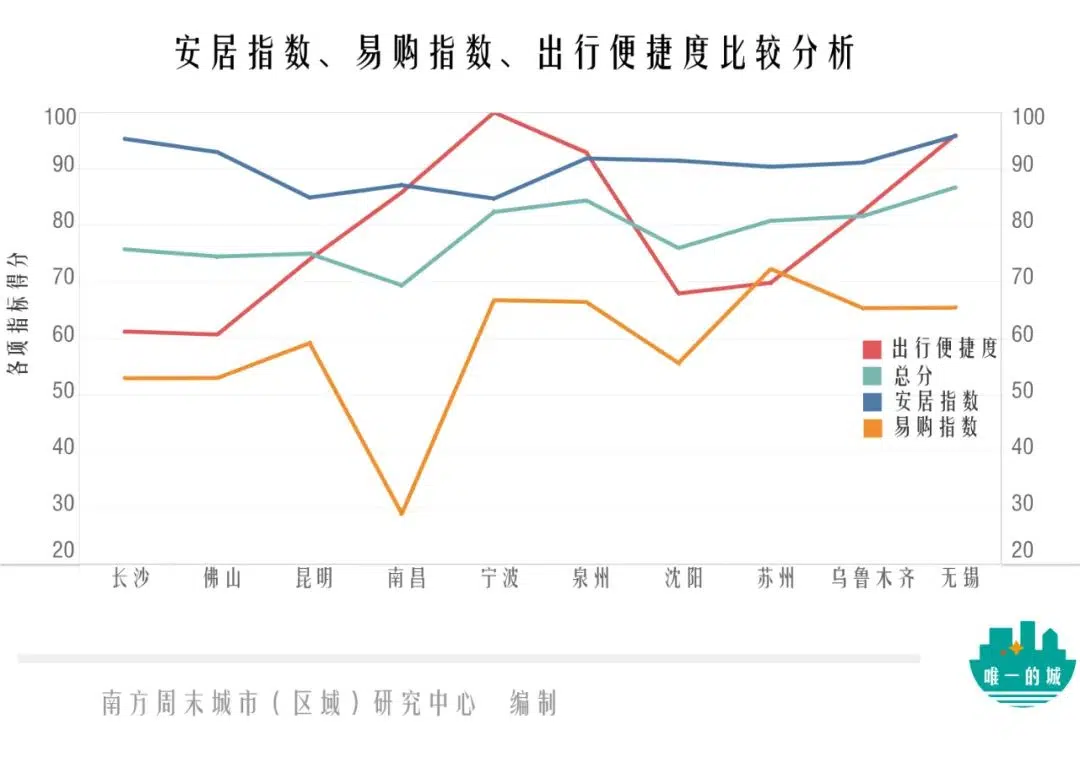 安居指数、易购指数、出行便捷度比较分析
各项指标得分
100
90
80
70
60
50
40
30
20
100
90
80
70
60
50
40
30
20
出行便捷度
总分
安居指数
易购指数
长沙 佛山 昆明 南昌 宁波 泉州 沈阳 苏州 乌鲁木齐 无锡
唯一的城
南方周末城市(区域)研究中心 编制